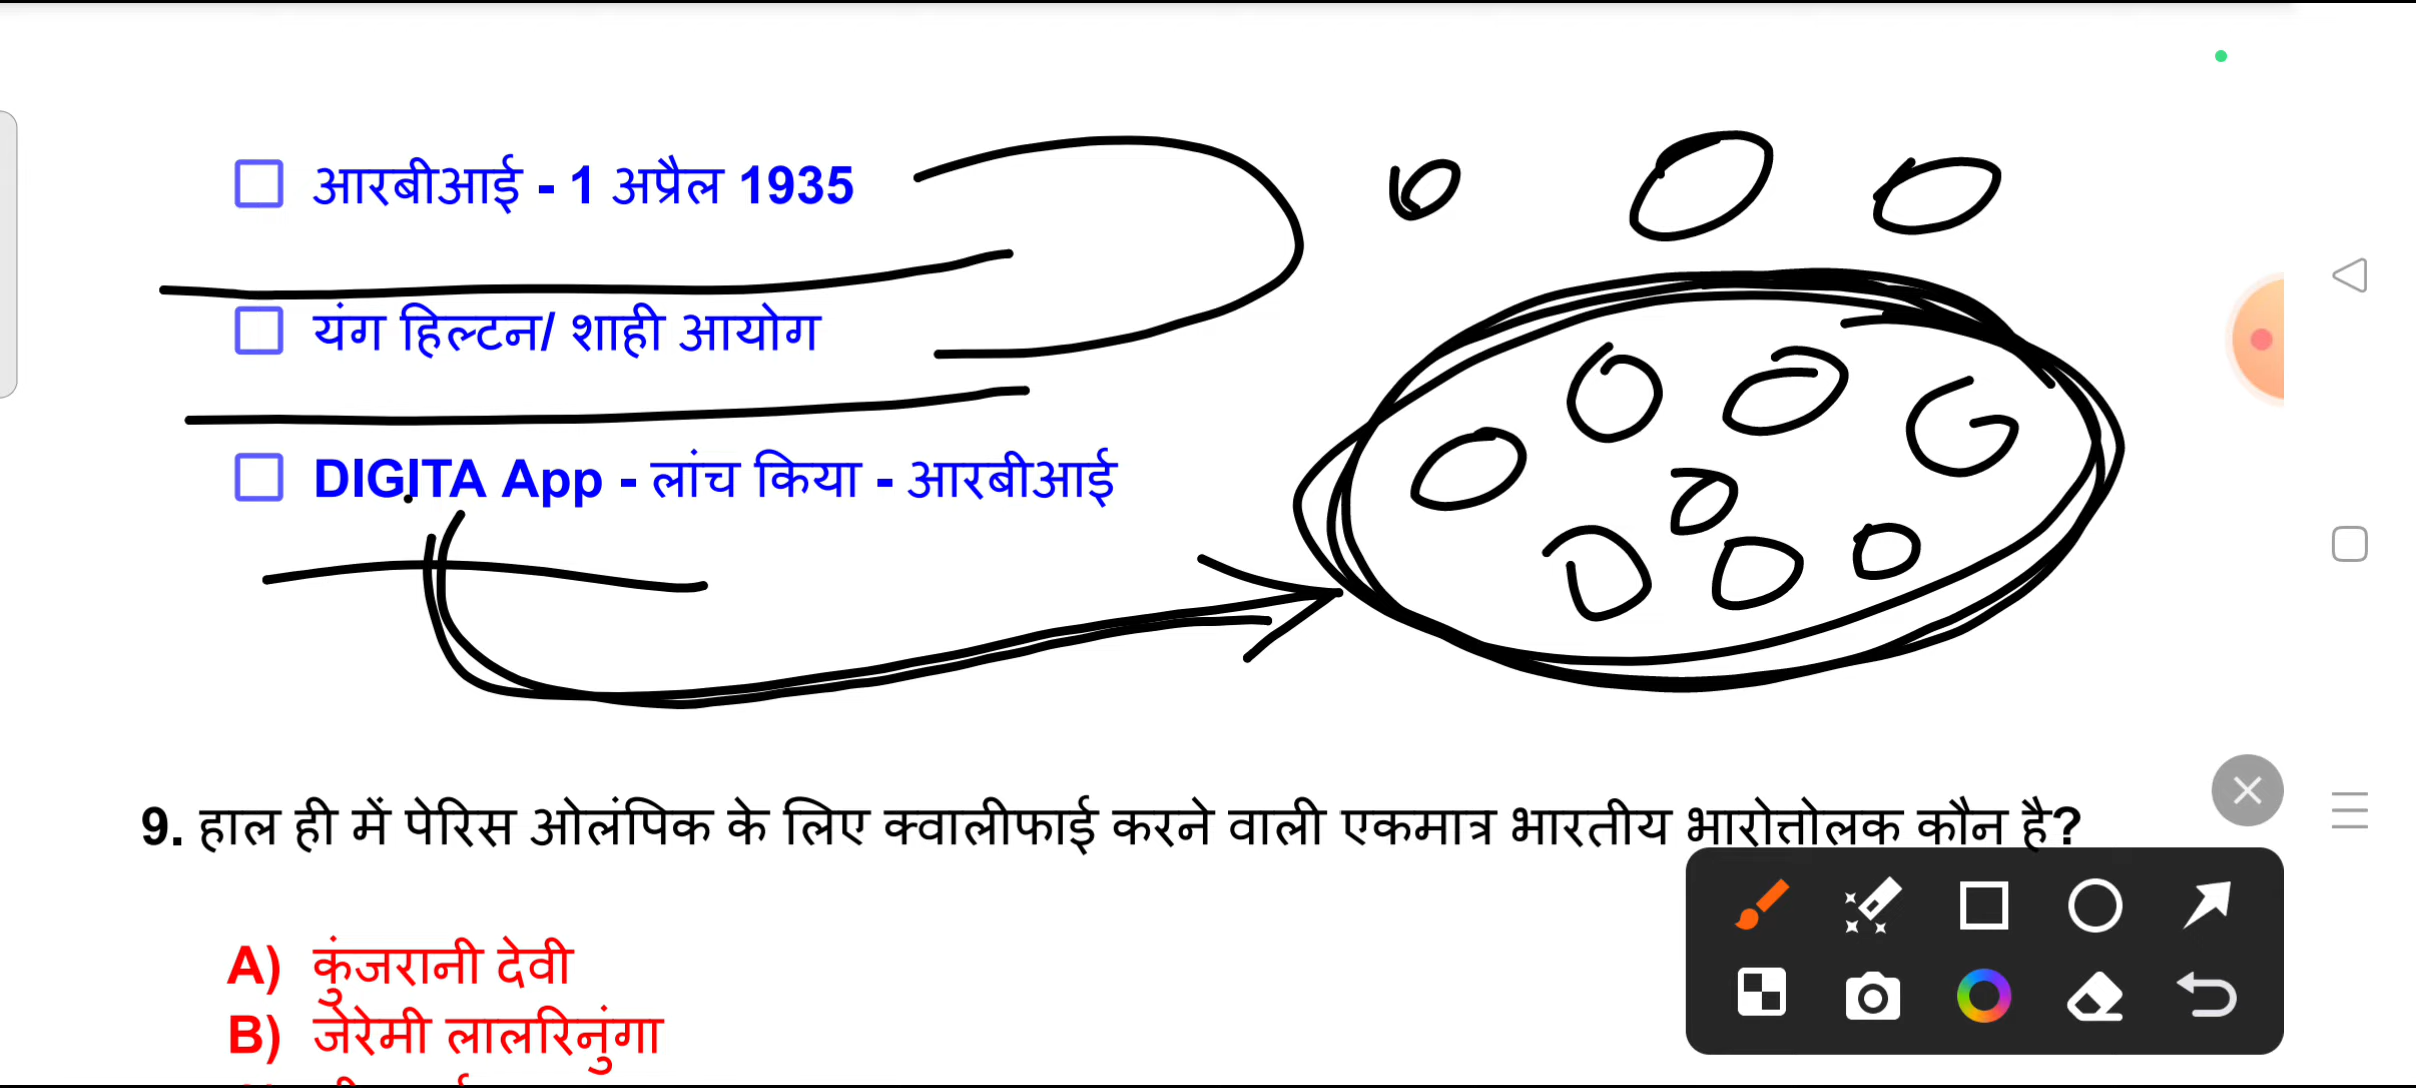 आरबीआई - 1 अप्रैल 1935
यंग हिल्टन/ शाही आयोग
DIGITA App - लांच किया - आरबीआई
9. हाल ही में पेरिस ओलंपिक के लिए क्वालीफाई करने वाली एकमात्र भारतीय भारोत्तोलक कौन है?
A) कुंजरानी देवी
B) जेरेमी लालरिनुंगा